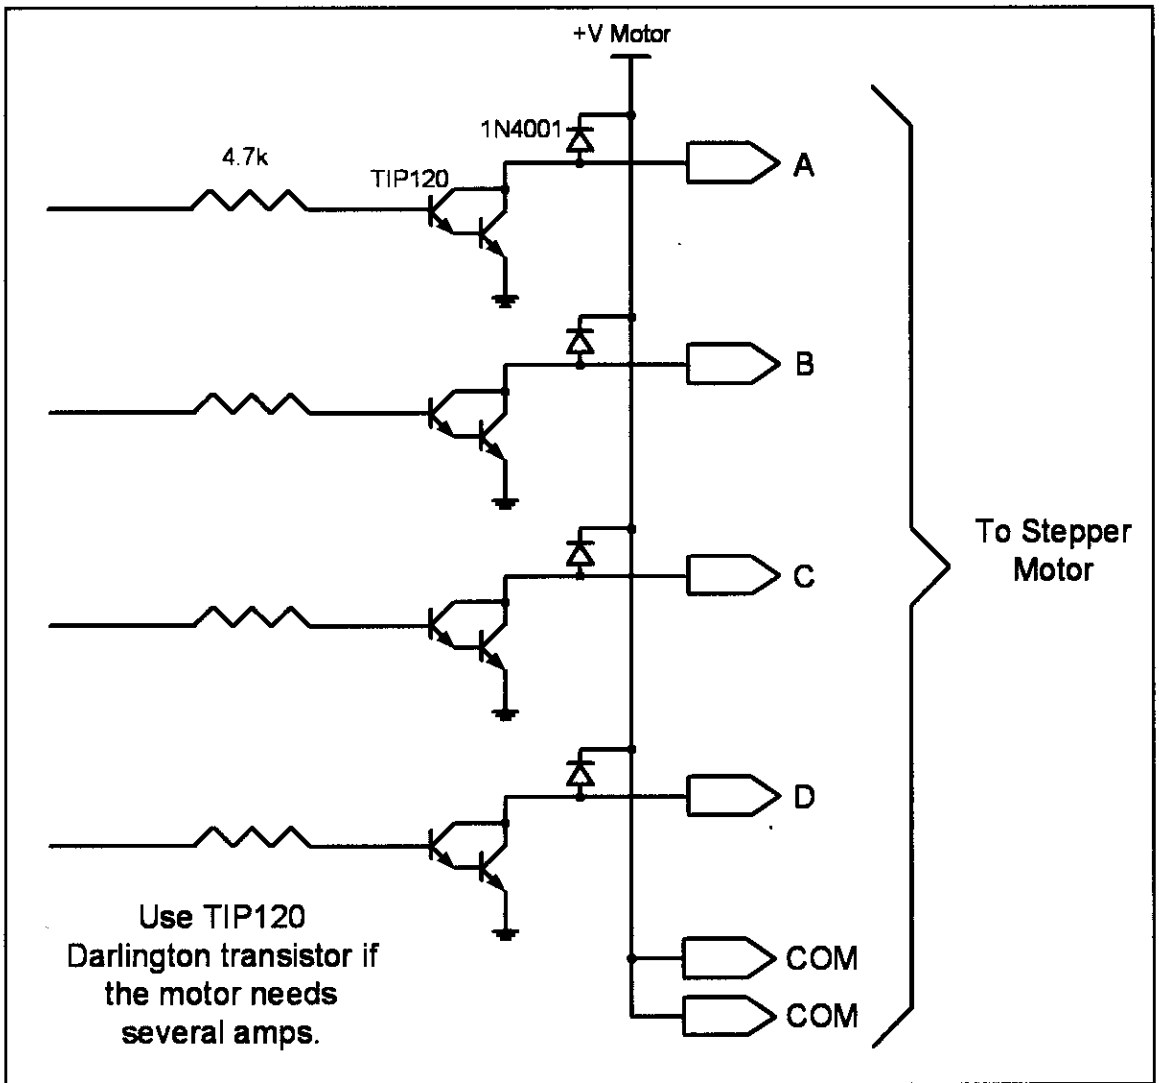 +V Motor
1N4001
4.7k
TIP120
A
B
C
To Stepper
Motor
D
Use TIP120
Darlington transistor if
the motor needs
several amps.
COM
COM